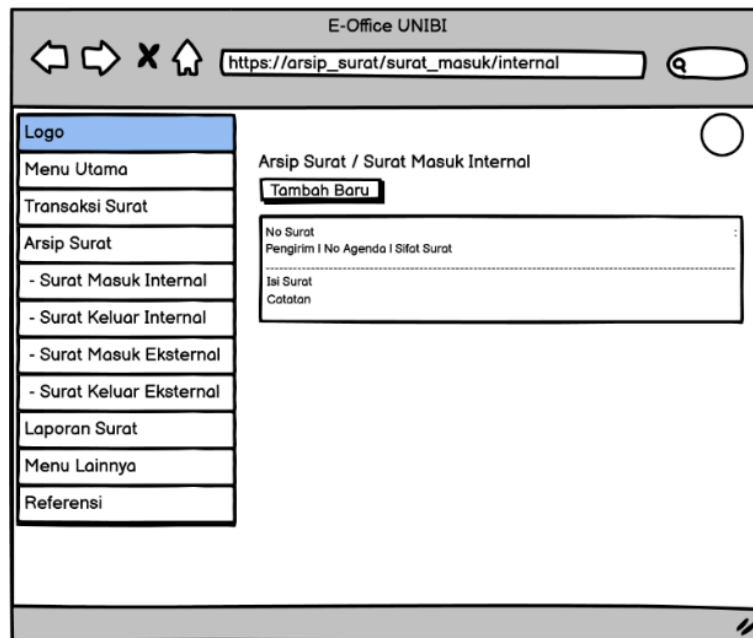 E-Office UNIBI
https://arsip_surat/surat_masuk/internal
Logo
Menu Utama
Transaksi Surat
Arsip Surat
- Surat Masuk Internal
- Surat Keluar Internal
- Surat Masuk Eksternal
- Surat Keluar Eksternal
Laporan Surat
Menu Lainnya
Referensi
Arsip Surat / Surat Masuk Internal
Tambah Baru
No Surat :
Pengirim I No Agenda I Sifat Surat
Isi Surat
Catatan